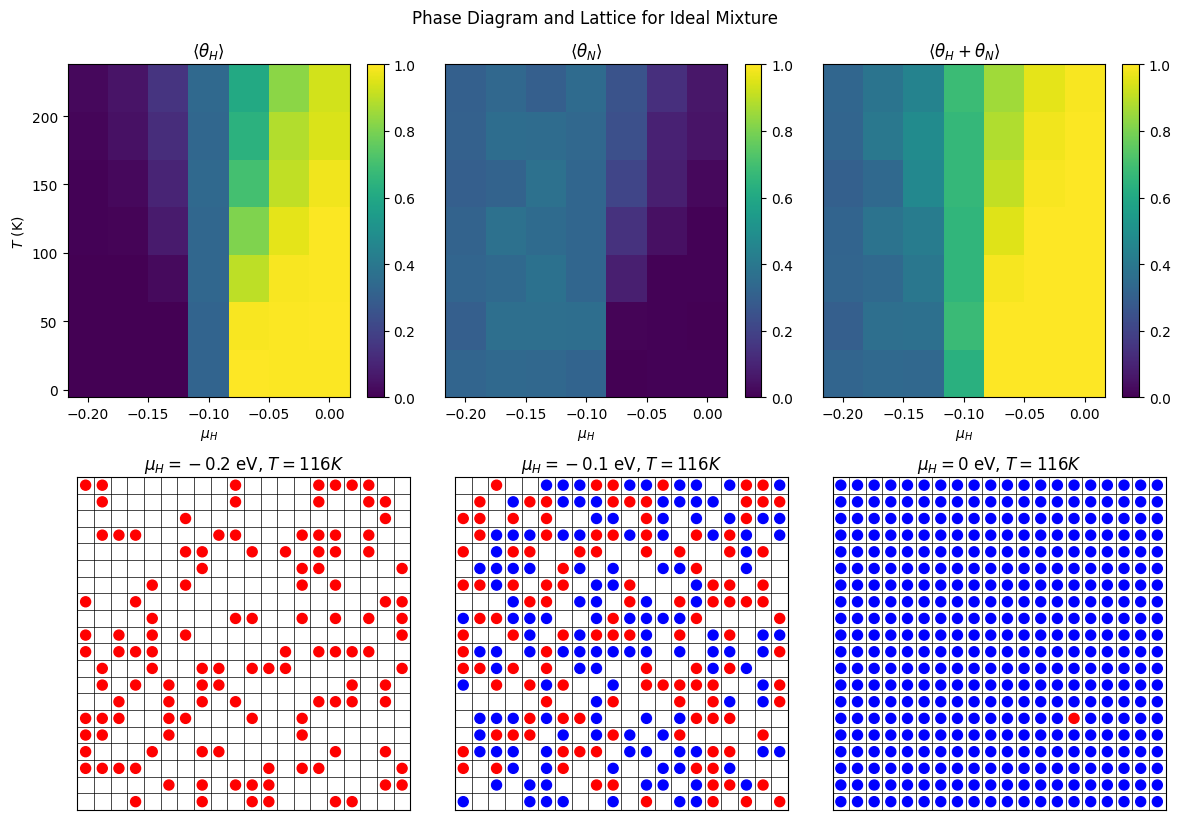 Phase Diagram and Lattice for Ideal Mixture
⟨θ_H⟩
⟨θ_N⟩
⟨θ_H + θ_N⟩
T (K)
200
150
100
50
0
−0.20 −0.15 −0.10 −0.05 0.00
μ_H
1.0
0.8
0.6
0.4
0.2
0.0
−0.20 −0.15 −0.10 −0.05 0.00
μ_H
1.0
0.8
0.6
0.4
0.2
0.0
−0.20 −0.15 −0.10 −0.05 0.00
μ_H
1.0
0.8
0.6
0.4
0.2
0.0
μ_H = −0.2 eV, T = 116K
μ_H = −0.1 eV, T = 116K
μ_H = 0 eV, T = 116K